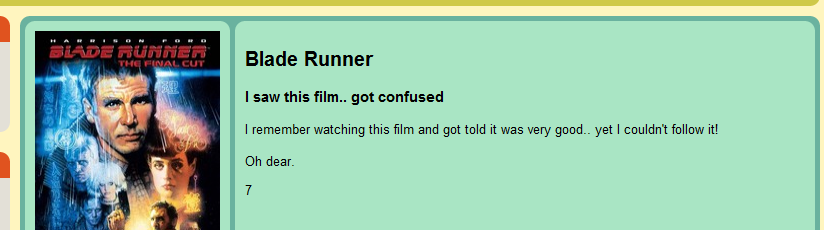 HARRISON FORD
BLADE RUNNER
THE FINAL CUT
Blade Runner
I saw this film.. got confused
I remember watching this film and got told it was very good.. yet I couldn't follow it!
Oh dear.
7